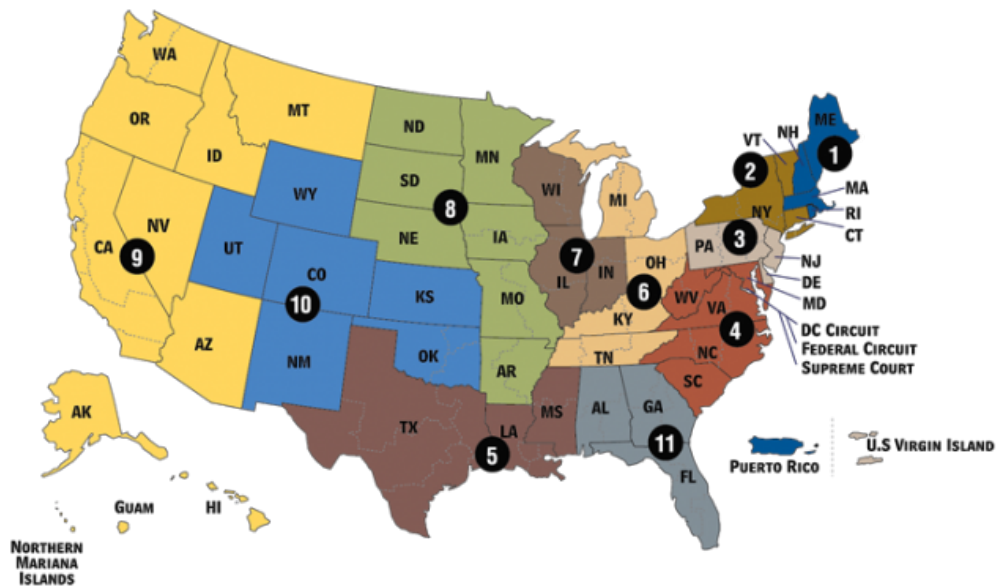 WA
OR
ID
MT
ND
MN
SD
WY
NE
IA
WI
MI
VT
NH
ME
1
2
MA
RI
CT
NY
PA
3
NJ
DE
MD
DC CIRCUIT
FEDERAL CIRCUIT
SUPREME COURT
CA
NV
9
UT
CO
10
KS
8
MO
7
IL
IN
OH
6
WV
VA
4
KY
AZ
NM
OK
AR
TN
NC
SC
TX
LA
5
MS
AL
GA
11
FL
AK
HI
GUAM
NORTHERN
MARIANA
ISLANDS
PUERTO RICO
U.S VIRGIN ISLAND